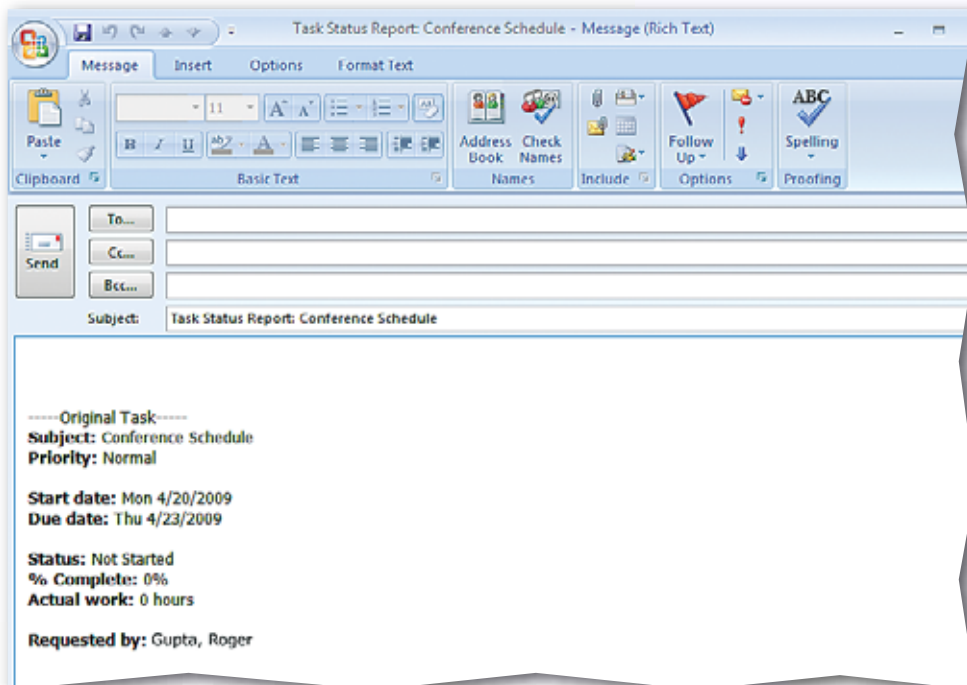 Task Status Report: Conference Schedule - Message (Rich Text)
Message Insert Options Format Text
Paste
Clipboard
11
B I U
Basic Text
Address Book
Check Names
Names
Include
Follow Up
Options
ABC
Spelling
Proofing
Send
To...
Cc...
Bcc...
Subject: Task Status Report: Conference Schedule
-----Original Task-----
Subject: Conference Schedule
Priority: Normal
Start date: Mon 4/20/2009
Due date: Thu 4/23/2009
Status: Not Started
% Complete: 0%
Actual work: 0 hours
Requested by: Gupta, Roger